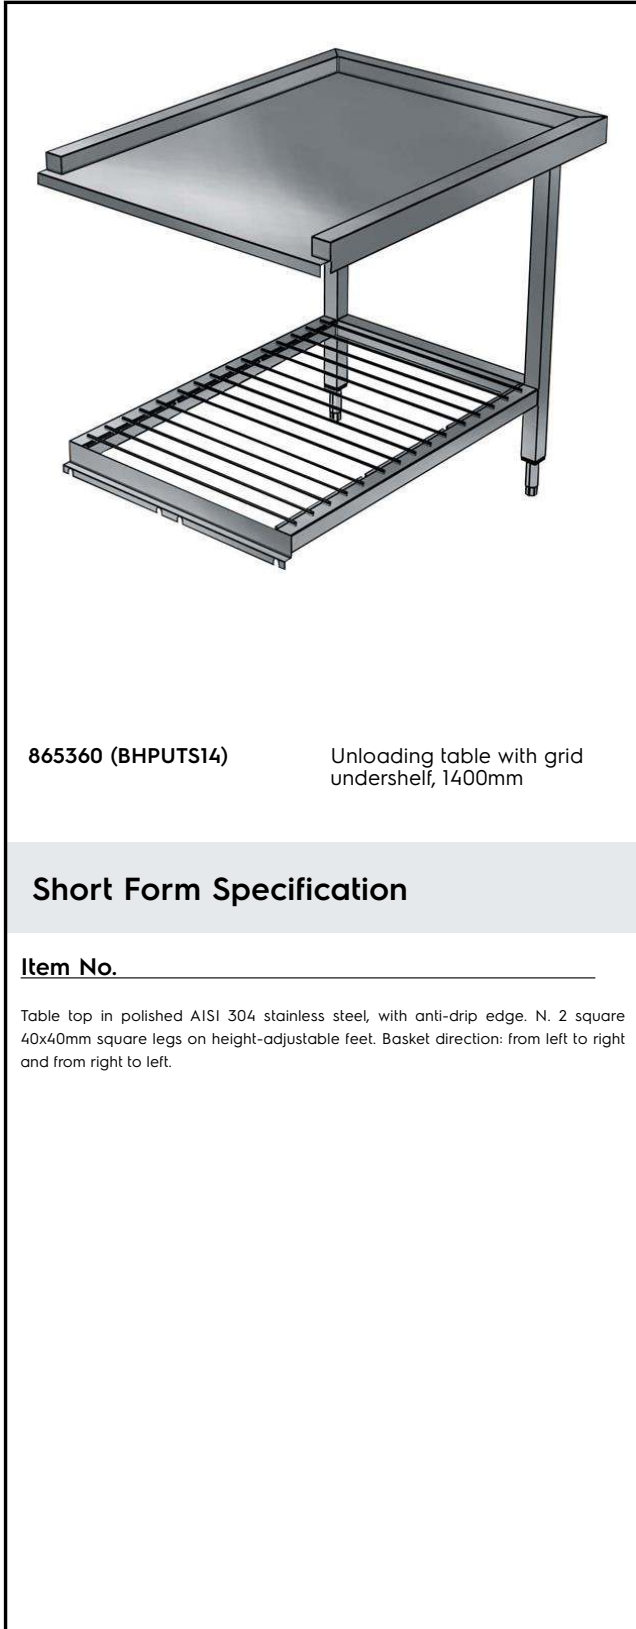 865360 (BHPUTS14)
Unloading table with grid
undershelf, 1400mm
Short Form Specification
Item No.
Table top in polished AISI 304 stainless steel, with anti-drip edge. N. 2 square
40x40mm square legs on height-adjustable feet. Basket direction: from left to right
and from right to left.